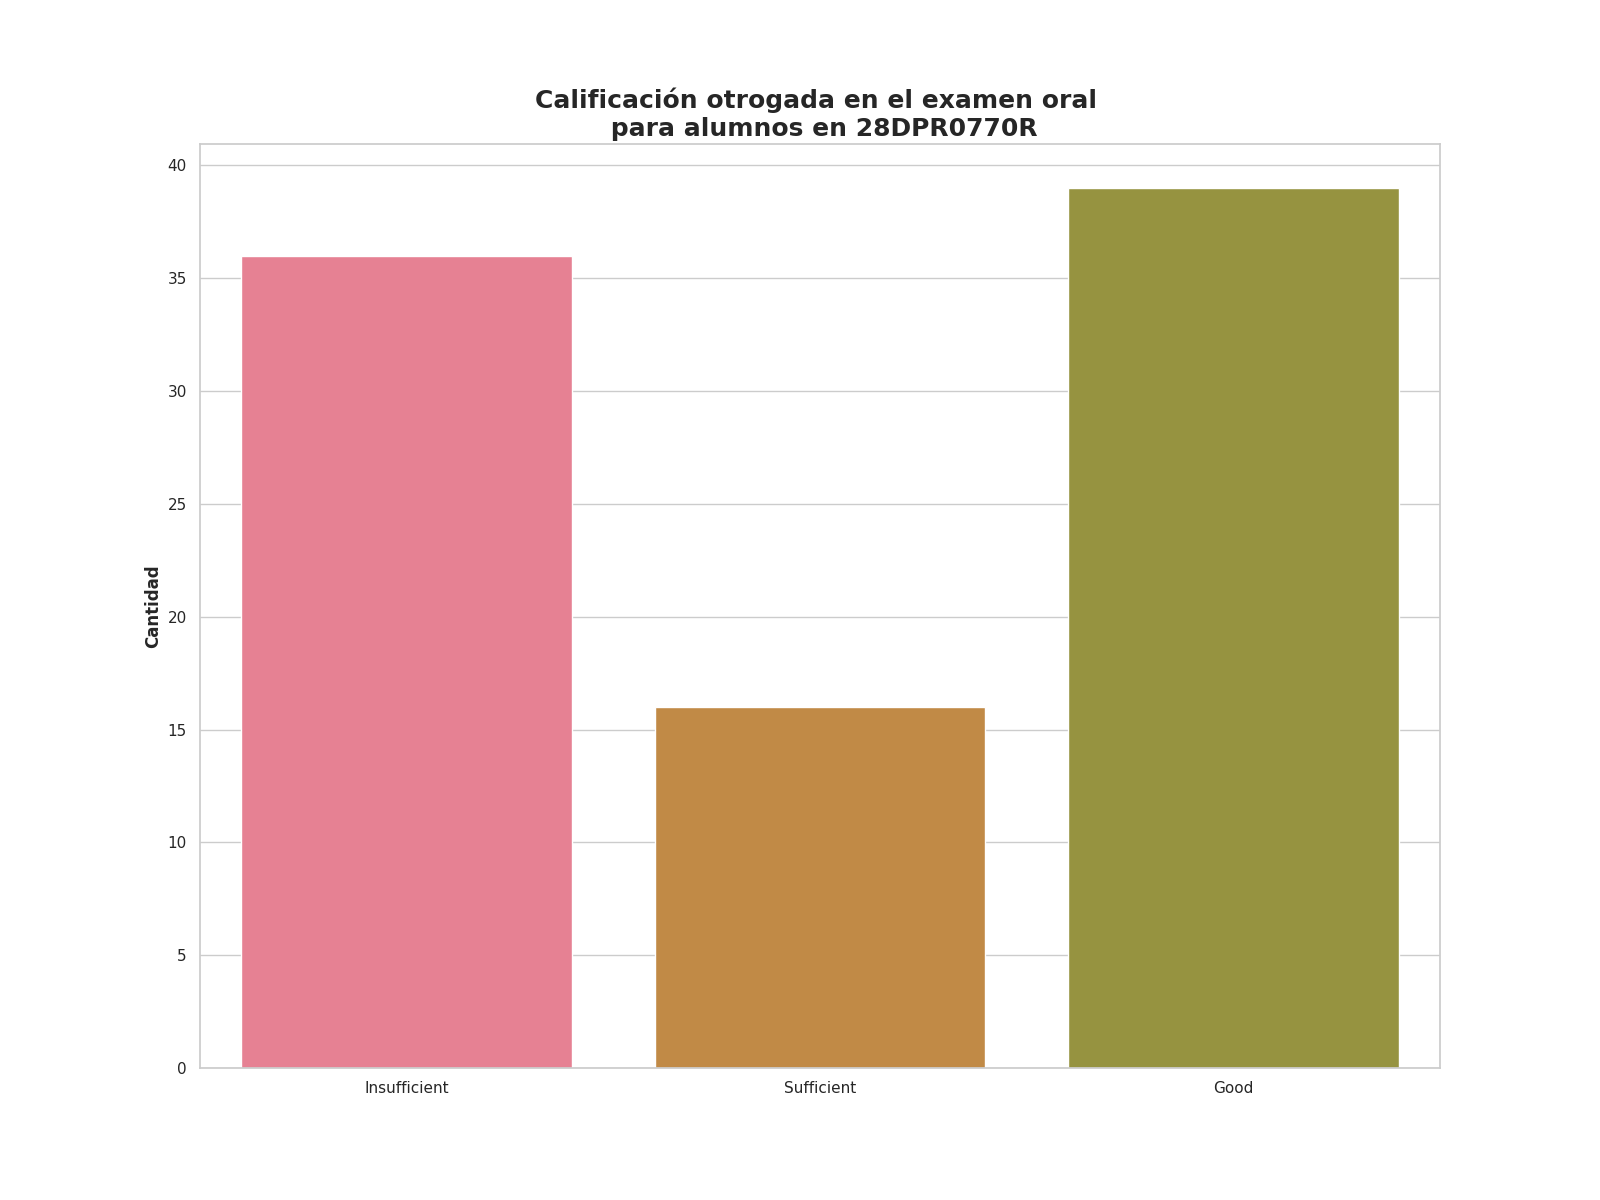 Calificación otrogada en el examen oral
para alumnos en 28DPR0770R
40
35
30
25
20
15
10
5
0
Cantidad
Insufficient
Sufficient
Good